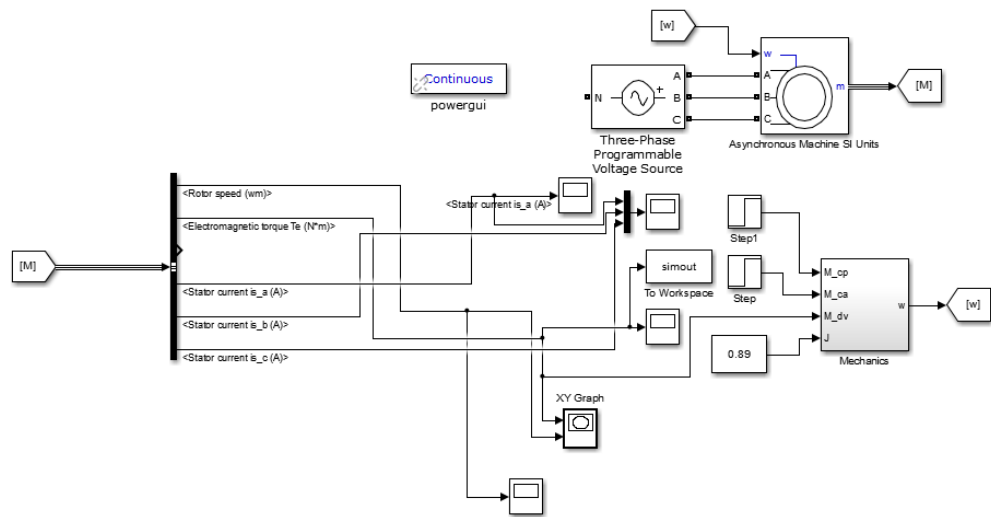 [w]
Continuous
powergui
w
A
B
C
m
[M]
N
+
A
B
C
Asynchronous Machine SI Units
Three-Phase
Programmable
Voltage Source
<Rotor speed (wm)>
<Stator current is_a (A)>
<Electromagnetic torque Te (N*m)>
[M]
<Stator current is_a (A)>
<Stator current is_b (A)>
<Stator current is_c (A)>
simout
To Workspace
Step1
Step
0.89
M_cp
M_ca
M_dv
J
w
Mechanics
[w]
XY Graph